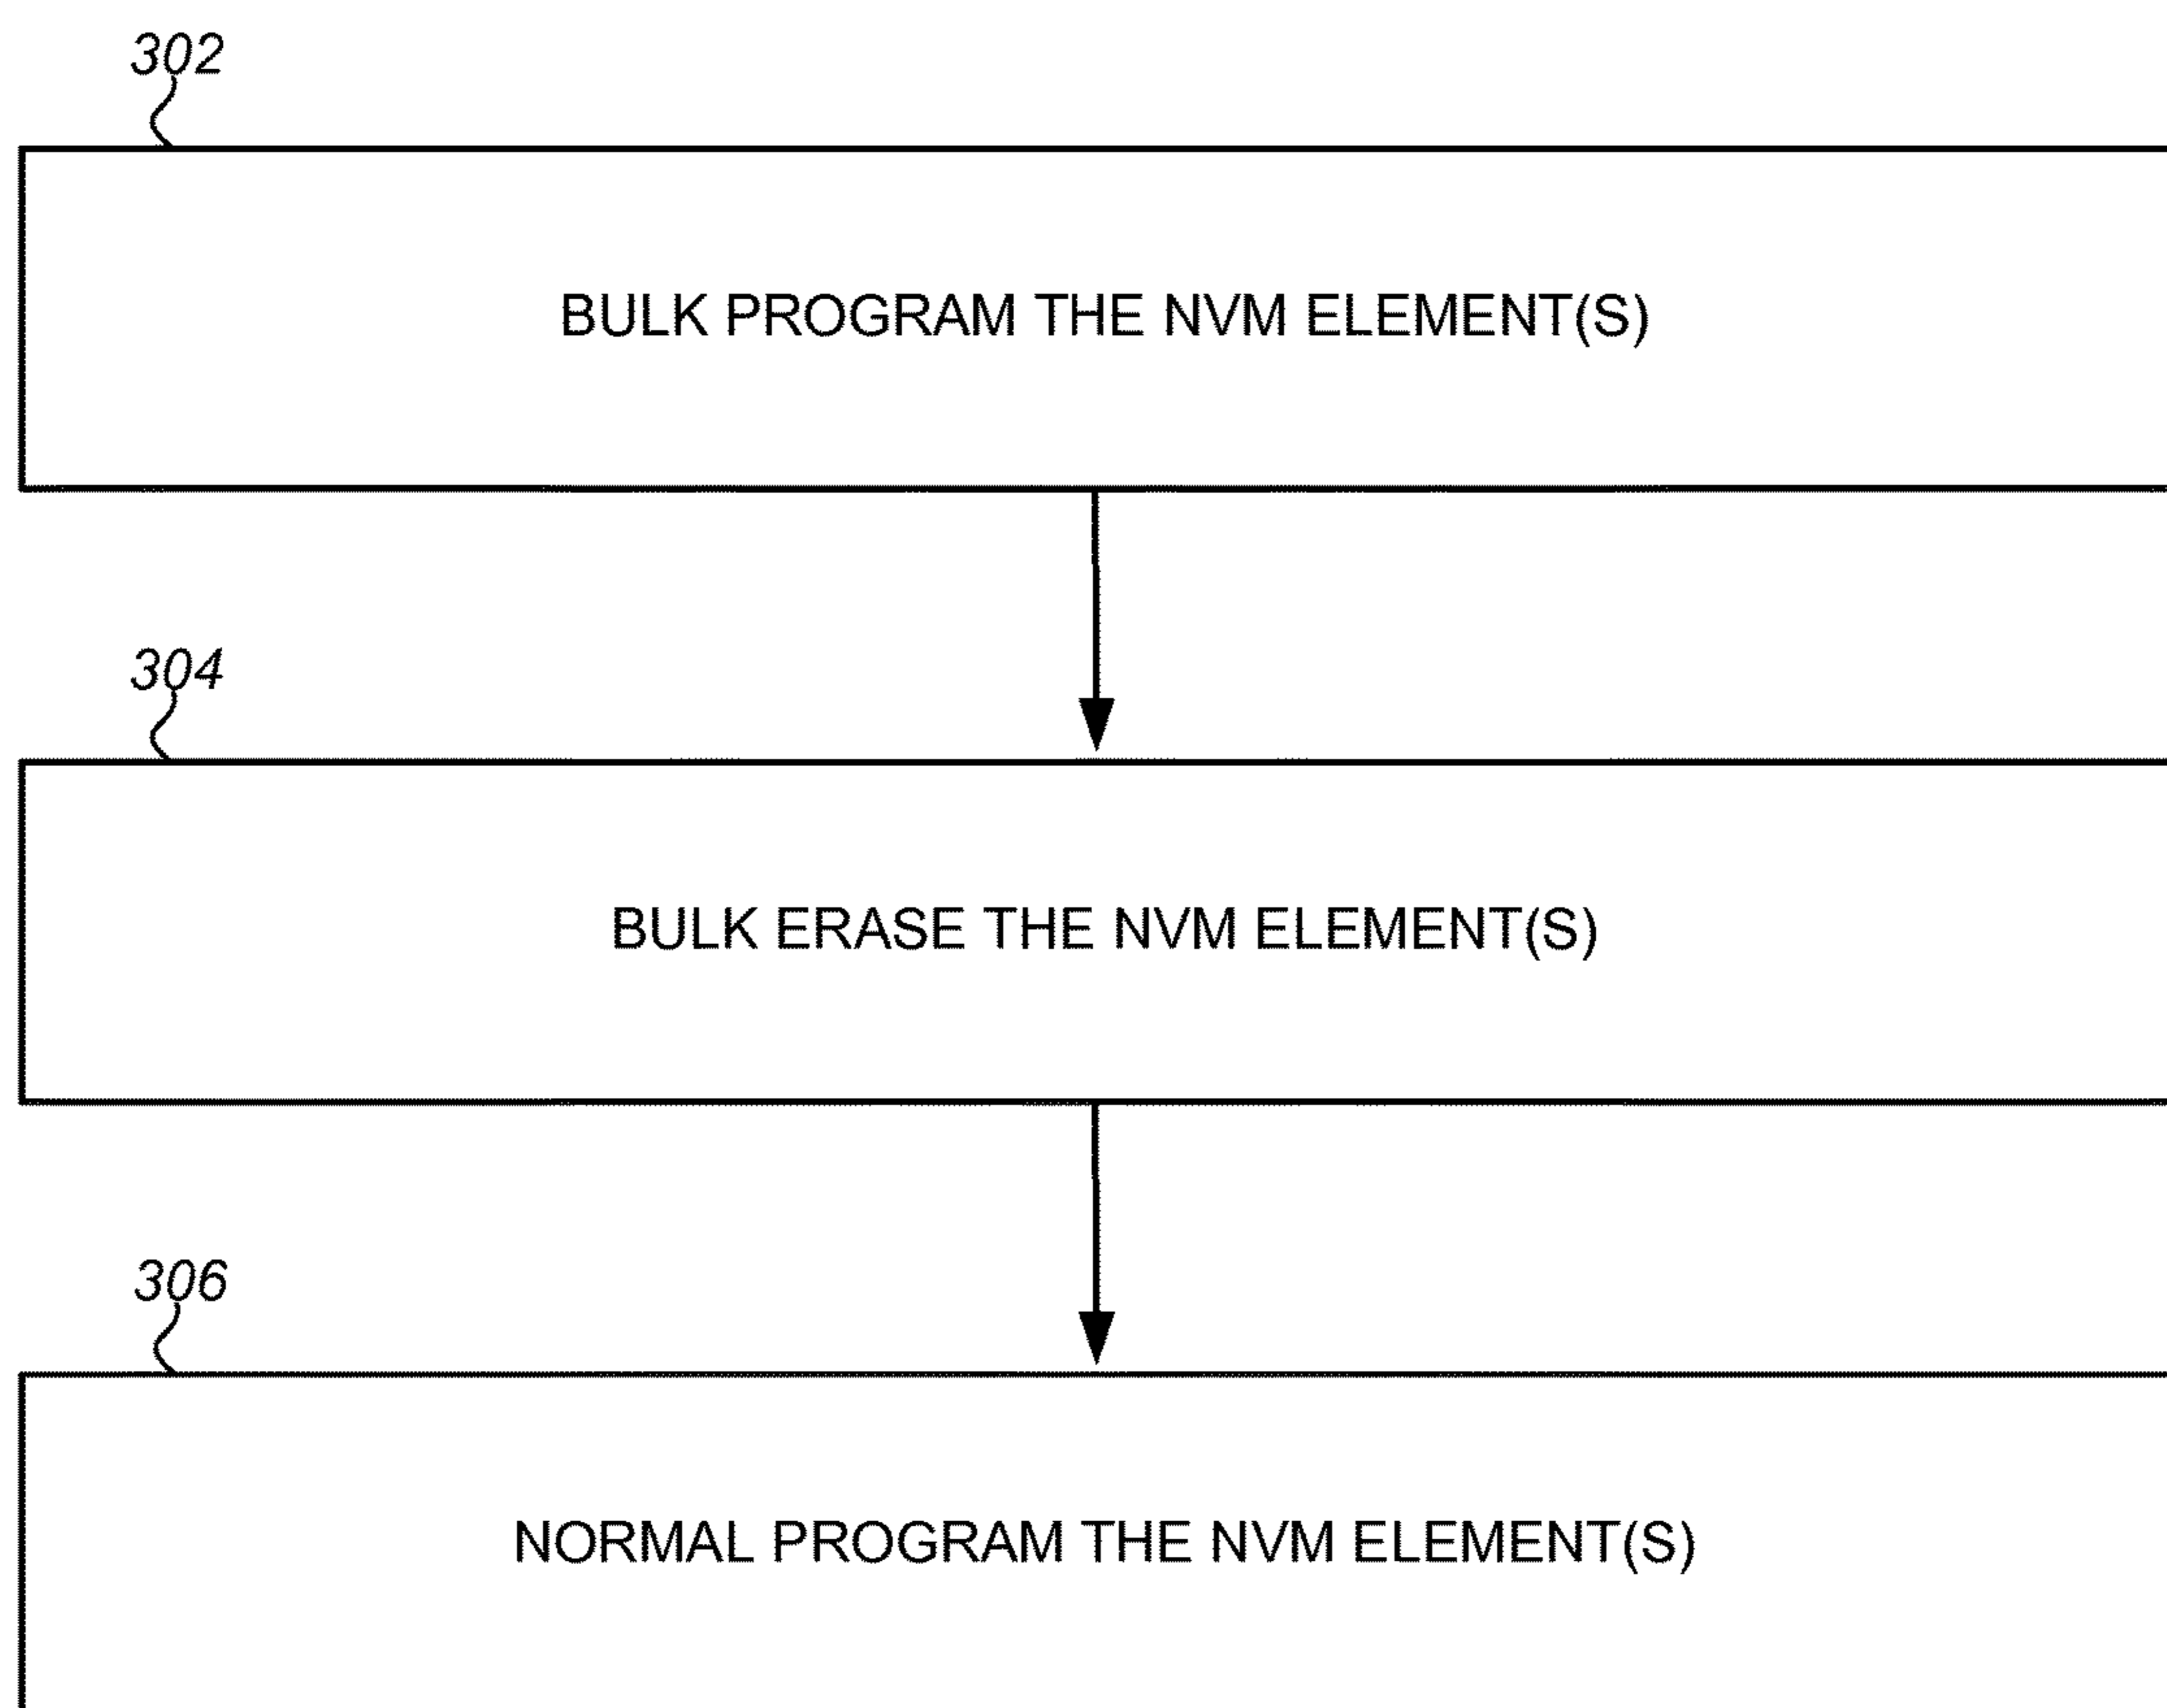 302
BULK PROGRAM THE NVM ELEMENT(S)
304
BULK ERASE THE NVM ELEMENT(S)
306
NORMAL PROGRAM THE NVM ELEMENT(S)